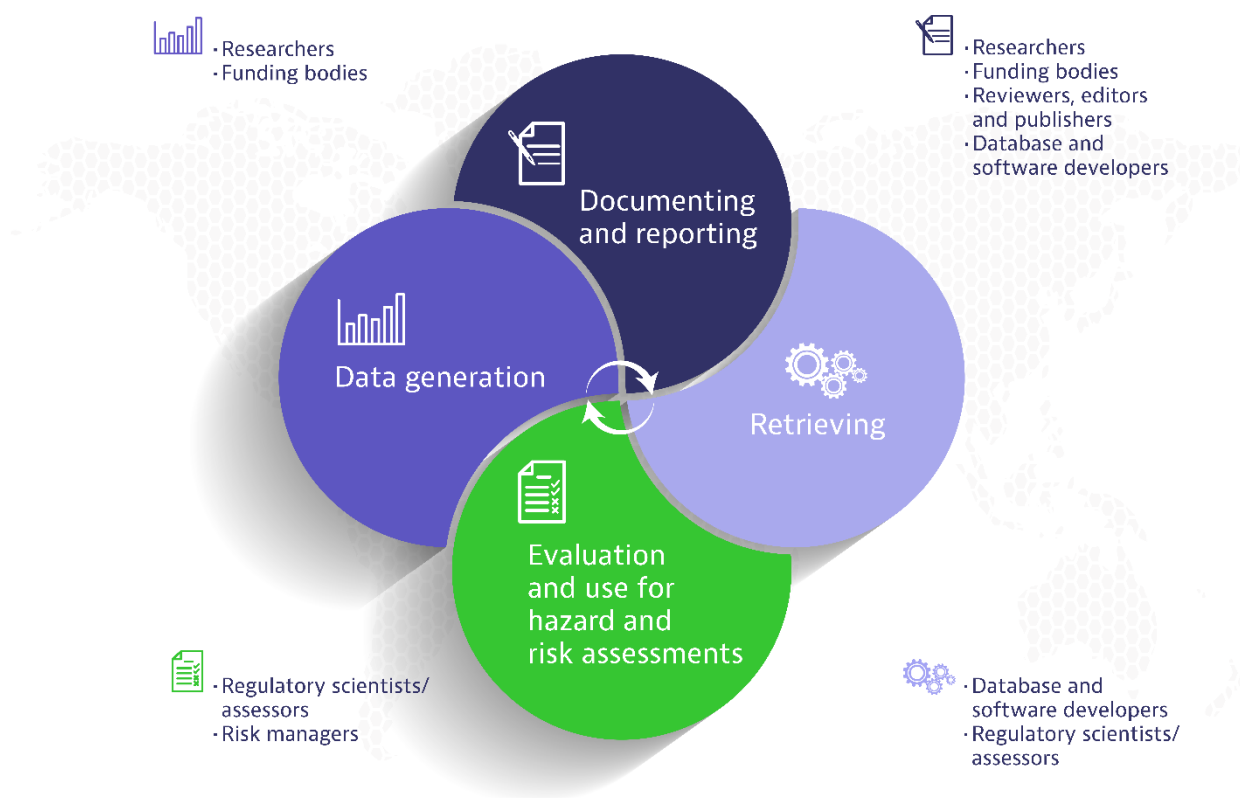 · Researchers
· Funding bodies
· Researchers
· Funding bodies
· Reviewers, editors
and publishers
· Database and
software developers
Documenting
and reporting
Data generation
Retrieving
Evaluation
and use for
hazard and
risk assessments
· Regulatory scientists/
assessors
· Risk managers
· Database and
software developers
· Regulatory scientists/
assessors